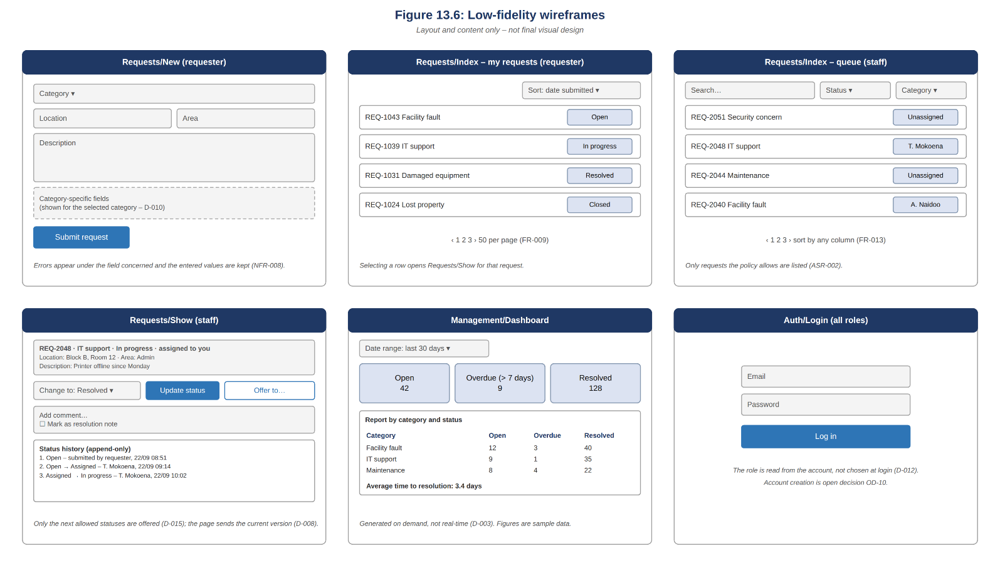 Figure 13.6: Low-fidelity wireframes
Layout and content only – not final visual design
Requests/New (requester)
Category ▾
Location
Area
Description
Category-specific fields
(shown for the selected category – D-010)
Submit request
Errors appear under the field concerned and the entered values are kept (NFR-008).
Requests/Index – my requests (requester)
Sort: date submitted ▾
REQ-1043 Facility fault
Open
REQ-1039 IT support
In progress
REQ-1031 Damaged equipment
Resolved
REQ-1024 Lost property
Closed
‹ 1 2 3 › 50 per page (FR-009)
Selecting a row opens Requests/Show for that request.
Requests/Index – queue (staff)
Search…
Status ▾
Category ▾
REQ-2051 Security concern
Unassigned
REQ-2048 IT support
T. Mokoena
REQ-2044 Maintenance
Unassigned
REQ-2040 Facility fault
A. Naidoo
‹ 1 2 3 › sort by any column (FR-013)
Only requests the policy allows are listed (ASR-002).
Requests/Show (staff)
REQ-2048 · IT support · In progress · assigned to you
Location: Block B, Room 12 · Area: Admin
Description: Printer offline since Monday
Change to: Resolved ▾
Update status
Offer to…
Add comment…
☐ Mark as resolution note
Status history (append-only)
1. Open – submitted by requester, 22/09 08:51
2. Open → Assigned – T. Mokoena, 22/09 09:14
3. Assigned → In progress – T. Mokoena, 22/09 10:02
Only the next allowed statuses are offered (D-015); the page sends the current version (D-008).
Management/Dashboard
Date range: last 30 days ▾
Open
42
Overdue (> 7 days)
9
Resolved
128
Report by category and status
Category Open Overdue Resolved
Facility fault 12 3 40
IT support 9 1 35
Maintenance 8 4 22
Average time to resolution: 3.4 days
Generated on demand, not real-time (D-003). Figures are sample data.
Auth/Login (all roles)
Email
Password
Log in
The role is read from the account, not chosen at login (D-012).
Account creation is open decision OD-10.